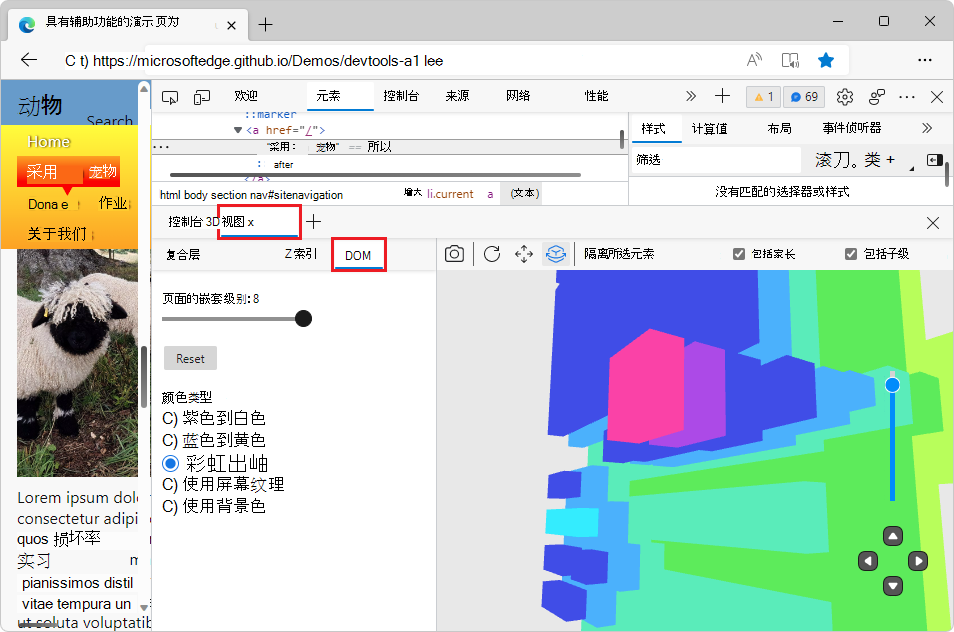 具有辅助功能的演示页为
C t) https://microsoftedge.github.io/Demos/devtools-a1 lee
动物
Search
Home
采用 宠物
Dona e 作业
关于我们
Lorem ipsum dolo
consectetur adipi
quos 损坏率
实习
pianissimos distil
vitae tempura un
ut soluta voluptatib
欢迎 元素 控制台 来源 网络 性能 1 69
::marker
<a href="/">
"采用: 宠物" == 所以
: after
</a>
html body section nav#sitenavigation 增大 li.current a (文本)
样式 计算值 布局 事件侦听器
筛选 滚刀。类 +
没有匹配的选择器或样式
控制台 3D视图 x
复合层 Z 索引 DOM
隔离所选元素 包括家长 包括子级
页面的嵌套级别: 8
Reset
颜色类型
C) 紫色到白色
C) 蓝色到黄色
彩虹出岫
C) 使用屏幕纹理
C) 使用背景色